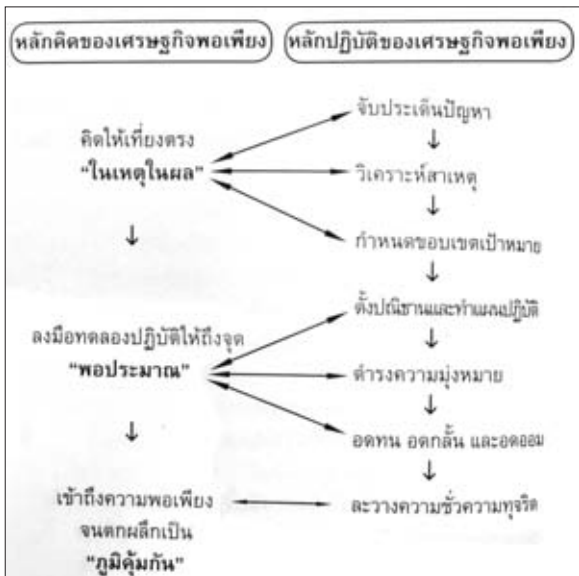 หลักคิดของเศรษฐกิจพอเพียง
หลักปฏิบัติของเศรษฐกิจพอเพียง
คิดให้เที่ยงตรง
“ในเหตุในผล”
ลงมือทดลองปฏิบัติให้ถึงจุด
“พอประมาณ”
เข้าถึงความพอเพียง
จนตกผลึกเป็น
“ภูมิคุ้มกัน”
จับประเด็นปัญหา
วิเคราะห์สาเหตุ
กำหนดขอบเขตเป้าหมาย
ตั้งปณิธานและทำแผนปฏิบัติ
ดำรงความมุ่งหมาย
อดทน อดกลั้น และอดออม
ละวางความชั่วความทุจริต